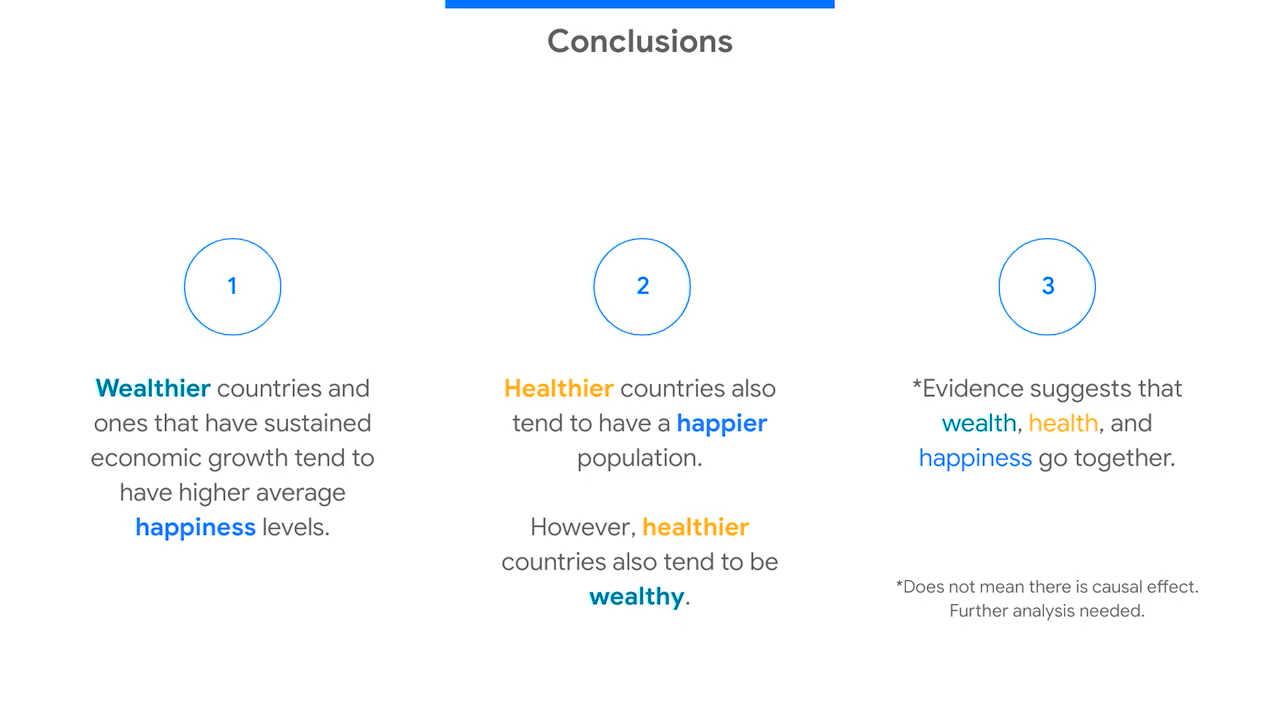 Conclusions
1
Wealthier countries and
ones that have sustained
economic growth tend to
have higher average
happiness levels.
2
Healthier countries also
tend to have a happier
population.
However, healthier
countries also tend to be
wealthy.
3
*Evidence suggests that
wealth, health, and
happiness go together.
*Does not mean there is causal effect.
Further analysis needed.